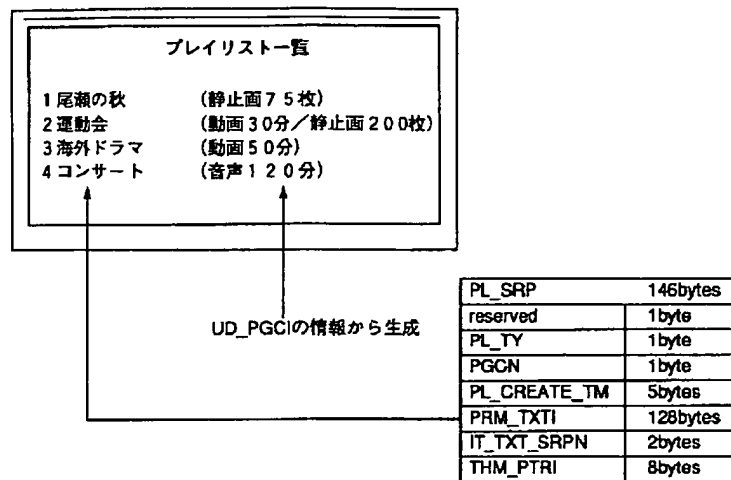 プレイリスト一覧
1 尾瀬の秋 (静止画75枚)
2 運動会 (動画30分/静止画200枚)
3 海外ドラマ (動画50分)
4 コンサート (音声120分)
UD_PGCIの情報から生成
PL_SRP 146bytes
reserved 1byte
PL_TY 1byte
PGCN 1byte
PL_CREATE_TM 5bytes
PRM_TXTI 128bytes
IT_TXT_SRPN 2bytes
THM_PTRI 8bytes